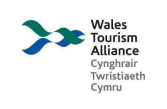 Wales
Tourism
Alliance
Cynghrair
Twristiaeth
Cymru